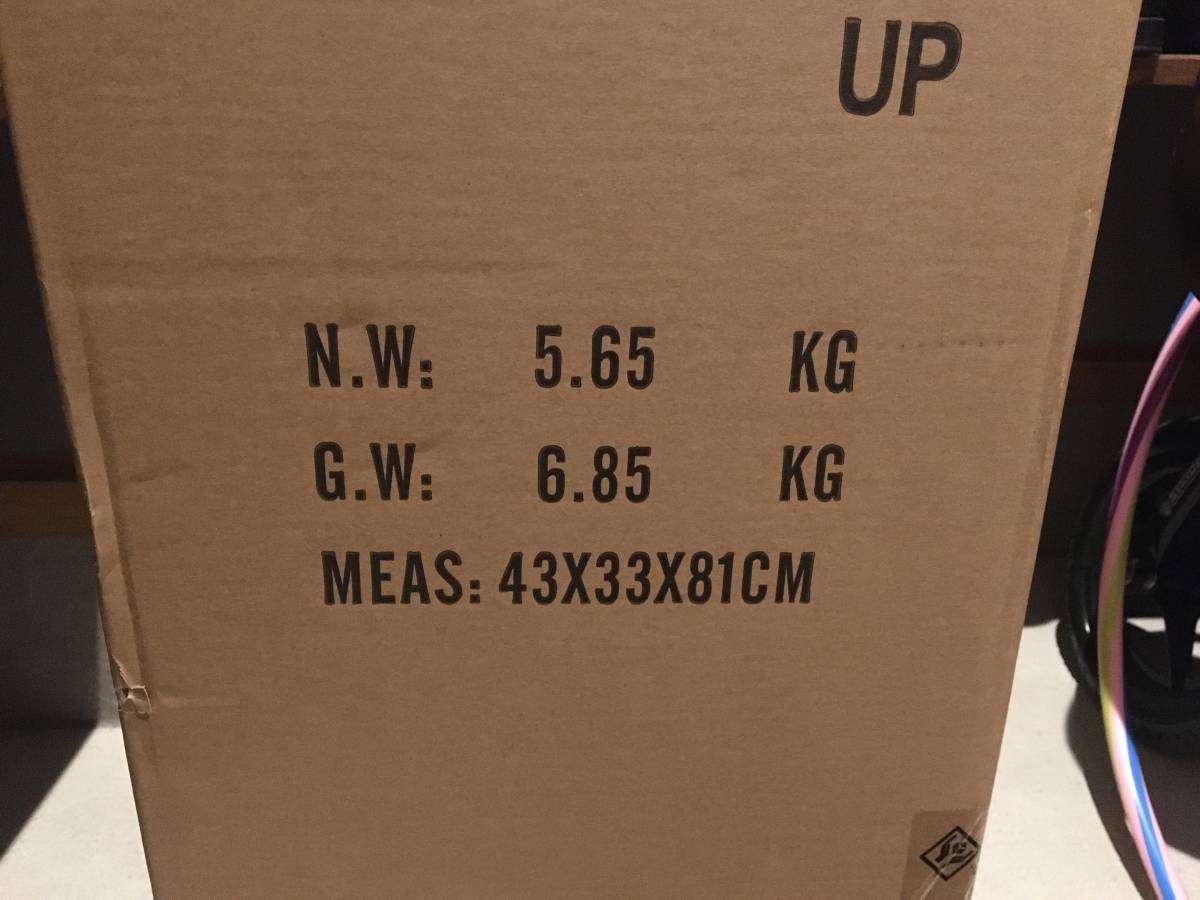 UP
N.W: 5.65 KG
G.W: 6.85 KG
MEAS: 43X33X81CM